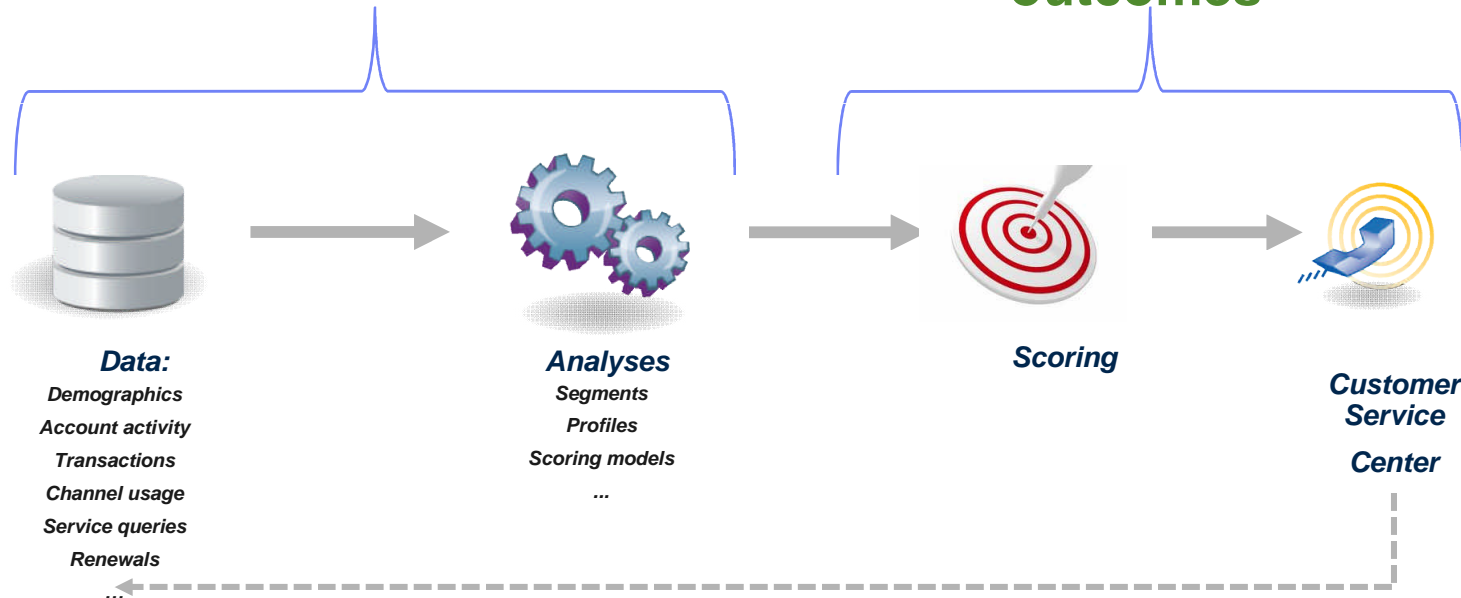 Data:
Demographics
Account activity
Transactions
Channel usage
Service queries
Renewals
...
Analyses
Segments
Profiles
Scoring models
...
Scoring
Customer
Service
Center